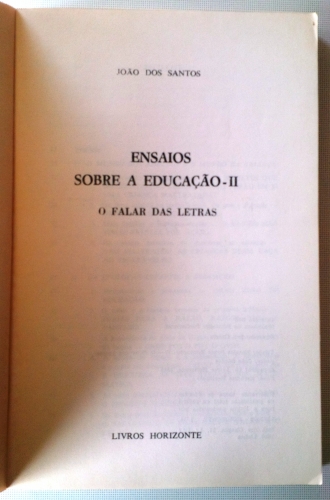 JOÃO DOS SANTOS
ENSAIOS
SOBRE A EDUCAÇÃO-II
O FALAR DAS LETRAS
LIVROS HORIZONTE